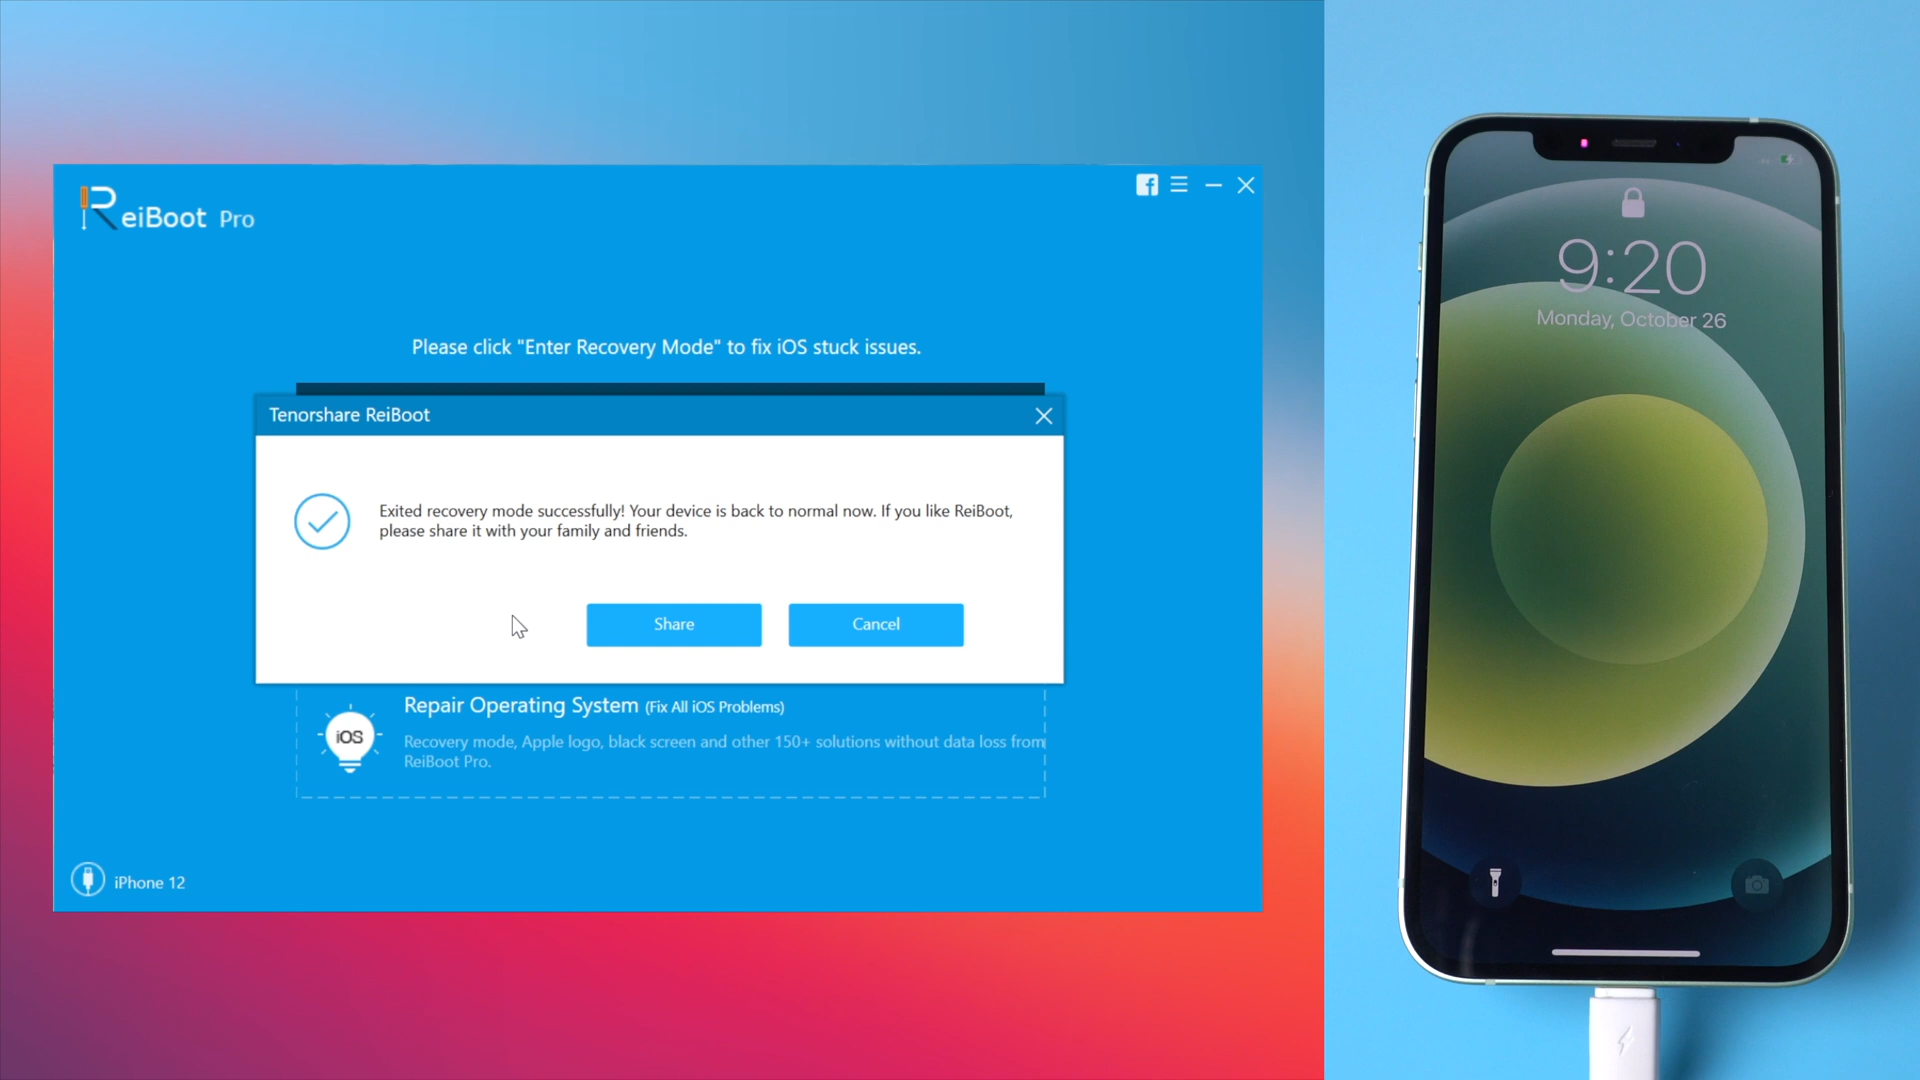 ReiBoot Pro
Please click "Enter Recovery Mode" to fix iOS stuck issues.
Tenorshare ReiBoot
Exited recovery mode successfully! Your device is back to normal now. If you like ReiBoot,
please share it with your family and friends.
Share
Cancel
iOS
Repair Operating System (Fix All iOS Problems)
Recovery mode, Apple logo, black screen and other 150+ solutions without data loss from
ReiBoot Pro.
iPhone 12
9:20
Monday, October 26